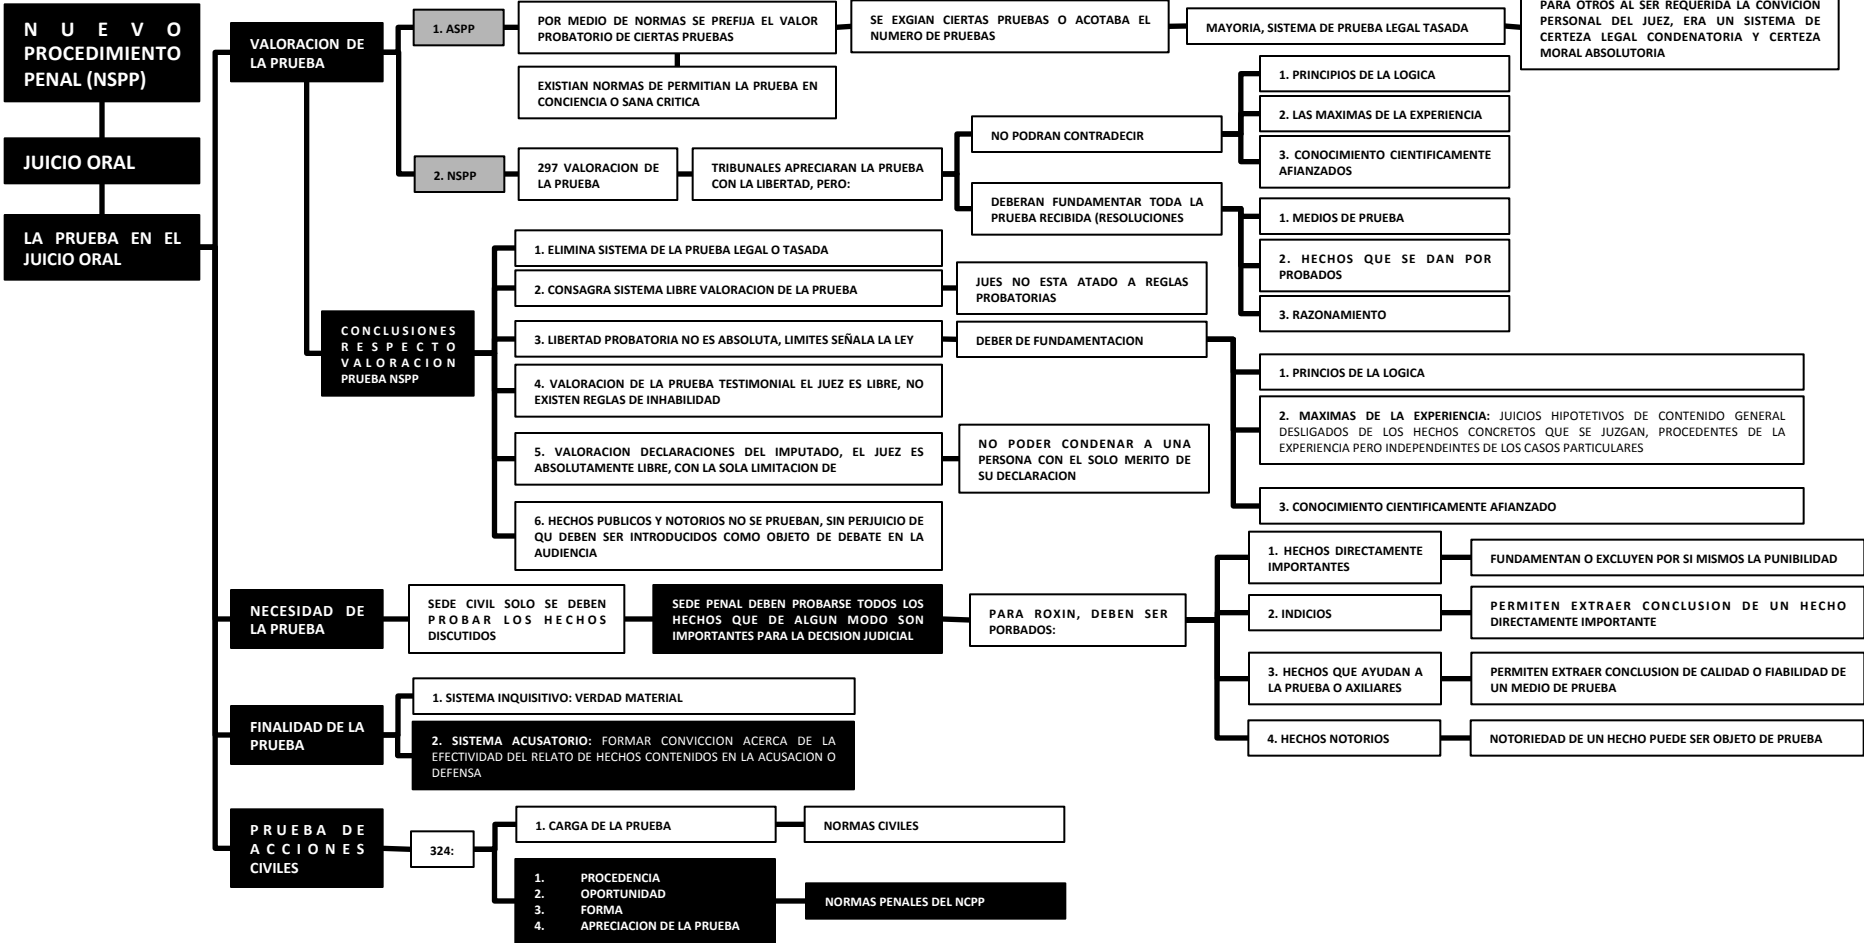 N U E V O
PROCEDIMIENTO
PENAL (NSPP)
JUICIO ORAL
LA PRUEBA EN EL
JUICIO ORAL
VALORACION DE
LA PRUEBA
1. ASPP
POR MEDIO DE NORMAS SE PREFIJA EL VALOR
PROBATORIO DE CIERTAS PRUEBAS
SE EXGIAN CIERTAS PRUEBAS O ACOTABA EL
NUMERO DE PRUEBAS
MAYORIA, SISTEMA DE PRUEBA LEGAL TASADA
PARA OTROS AL SER REQUERIDA LA CONVICION
PERSONAL DEL JUEZ, ERA UN SISTEMA DE
CERTEZA LEGAL CONDENATORIA Y CERTEZA
MORAL ABSOLUTORIA
EXISTIAN NORMAS DE PERMITIAN LA PRUEBA EN
CONCIENCIA O SANA CRITICA
2. NSPP
297 VALORACION DE
LA PRUEBA
TRIBUNALES APRECIARAN LA PRUEBA
CON LA LIBERTAD, PERO:
NO PODRAN CONTRADECIR
1. PRINCIPIOS DE LA LOGICA
2. LAS MAXIMAS DE LA EXPERIENCIA
3. CONOCIMIENTO CIENTIFICAMENTE
AFIANZADOS
DEBERAN FUNDAMENTAR TODA LA
PRUEBA RECIBIDA (RESOLUCIONES
1. MEDIOS DE PRUEBA
2. HECHOS QUE SE DAN POR
PROBADOS
3. RAZONAMIENTO
CONCLUSIONES
R E S P E C T O
V A L O R A C I O N
PRUEBA NSPP
1. ELIMINA SISTEMA DE LA PRUEBA LEGAL O TASADA
2. CONSAGRA SISTEMA LIBRE VALORACION DE LA PRUEBA
JUES NO ESTA ATADO A REGLAS
PROBATORIAS
3. LIBERTAD PROBATORIA NO ES ABSOLUTA, LIMITES SEÑALA LA LEY
DEBER DE FUNDAMENTACION
1. PRINCIOS DE LA LOGICA
2. MAXIMAS DE LA EXPERIENCIA: JUICIOS HIPOTETIVOS DE CONTENIDO GENERAL
DESLIGADOS DE LOS HECHOS CONCRETOS QUE SE JUZGAN, PROCEDENTES DE LA
EXPERIENCIA PERO INDEPENDEINTES DE LOS CASOS PARTICULARES
3. CONOCIMIENTO CIENTIFICAMENTE AFIANZADO
4. VALORACION DE LA PRUEBA TESTIMONIAL EL JUEZ ES LIBRE, NO
EXISTEN REGLAS DE INHABILIDAD
5. VALORACION DECLARACIONES DEL IMPUTADO, EL JUEZ ES
ABSOLUTAMENTE LIBRE, CON LA SOLA LIMITACION DE
NO PODER CONDENAR A UNA
PERSONA CON EL SOLO MERITO DE
SU DECLARACION
6. HECHOS PUBLICOS Y NOTORIOS NO SE PRUEBAN, SIN PERJUICIO DE
QU DEBEN SER INTRODUCIDOS COMO OBJETO DE DEBATE EN LA
AUDIENCIA
NECESIDAD DE
LA PRUEBA
SEDE CIVIL SOLO SE DEBEN
PROBAR LOS HECHOS
DISCUTIDOS
SEDE PENAL DEBEN PROBARSE TODOS LOS
HECHOS QUE DE ALGUN MODO SON
IMPORTANTES PARA LA DECISION JUDICIAL
PARA ROXIN, DEBEN SER
PORBADOS:
1. HECHOS DIRECTAMENTE
IMPORTANTES
FUNDAMENTAN O EXCLUYEN POR SI MISMOS LA PUNIBILIDAD
2. INDICIOS
PERMITEN EXTRAER CONCLUSION DE UN HECHO
DIRECTAMENTE IMPORTANTE
3. HECHOS QUE AYUDAN A
LA PRUEBA O AXILIARES
PERMITEN EXTRAER CONCLUSION DE CALIDAD O FIABILIDAD DE
UN MEDIO DE PRUEBA
4. HECHOS NOTORIOS
NOTORIEDAD DE UN HECHO PUEDE SER OBJETO DE PRUEBA
FINALIDAD DE LA
PRUEBA
1. SISTEMA INQUISITIVO: VERDAD MATERIAL
2. SISTEMA ACUSATORIO: FORMAR CONVICCION ACERCA DE LA
EFECTIVIDAD DEL RELATO DE HECHOS CONTENIDOS EN LA ACUSACION O
DEFENSA
PRUEBA DE
ACCIONES
CIVILES
324:
1. CARGA DE LA PRUEBA
NORMAS CIVILES
1. PROCEDENCIA
2. OPORTUNIDAD
3. FORMA
4. APRECIACION DE LA PRUEBA
NORMAS PENALES DEL NCPP